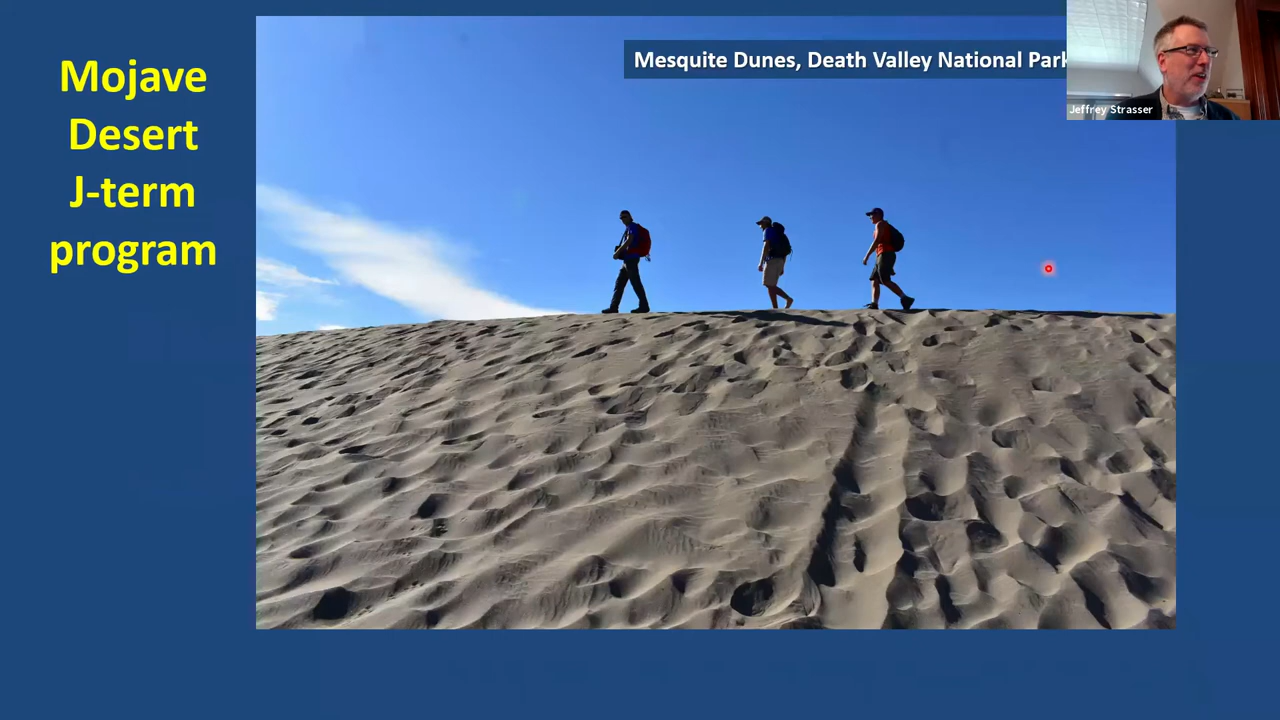 Mojave
Desert
J-term
program
Mesquite Dunes, Death Valley National Park
Jeffrey Strasser